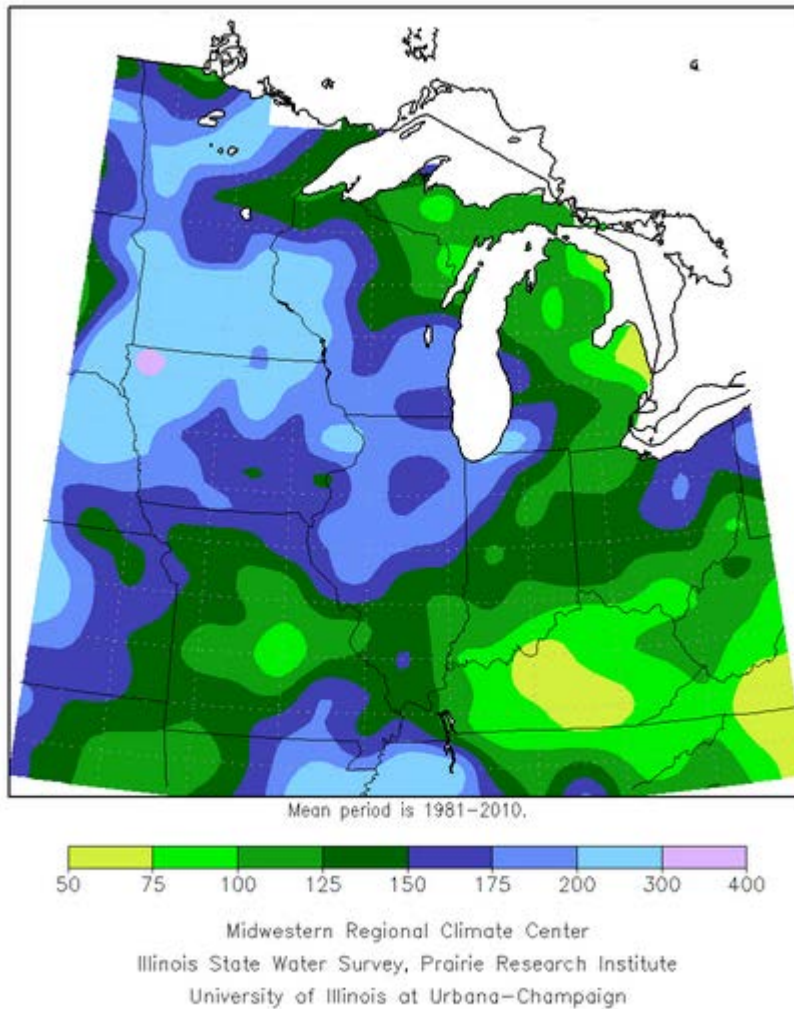 Mean period is 1981-2010.
50 75 100 125 150 175 200 300 400
Midwestern Regional Climate Center
Illinois State Water Survey, Prairie Research Institute
University of Illinois at Urbana-Champaign